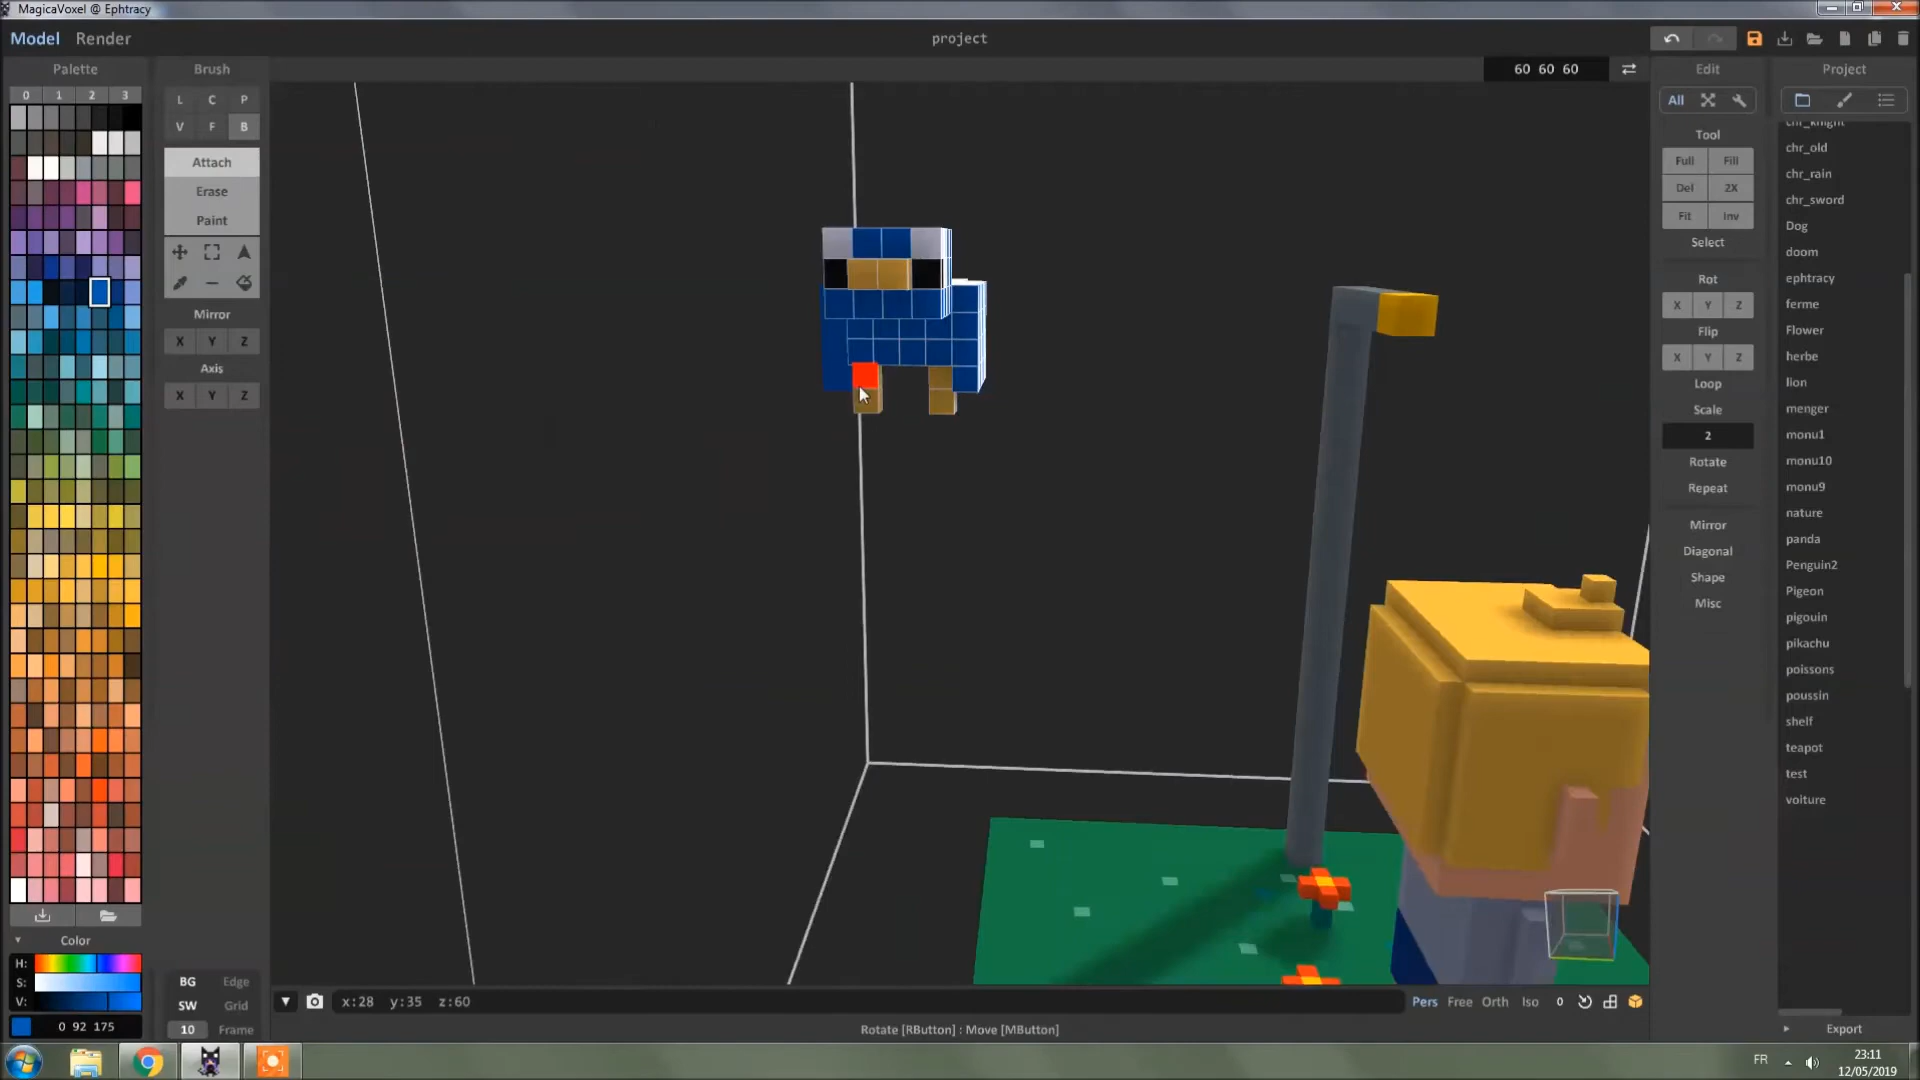 MagicaVoxel @ Ephtracy
Model Render
project
Palette
0 1 2 3
Brush
L C P
V F B
Attach
Erase
Paint
Mirror
X Y Z
Axis
X Y Z
60 60 60
Edit
All
Tool
Full Fill
Del 2X
Fit Inv
Select
Rot
X Y Z
Flip
X Y Z
Loop
Scale
2
Rotate
Repeat
Mirror
Diagonal
Shape
Misc
Project
chr_knight
chr_old
chr_rain
chr_sword
Dog
doom
ephtracy
ferme
Flower
herbe
lion
menger
monu1
monu10
monu9
nature
panda
Penguin2
Pigeon
pigouin
pikachu
poissons
poussin
shelf
teapot
test
voiture
Export
Color
H:
S:
V:
0 92 175
BG Edge
SW Grid
10 Frame
x:28 y:35 z:60
Pers Free Orth Iso 0
Rotate [RButton] : Move [MButton]
FR
23:11
12/05/2019